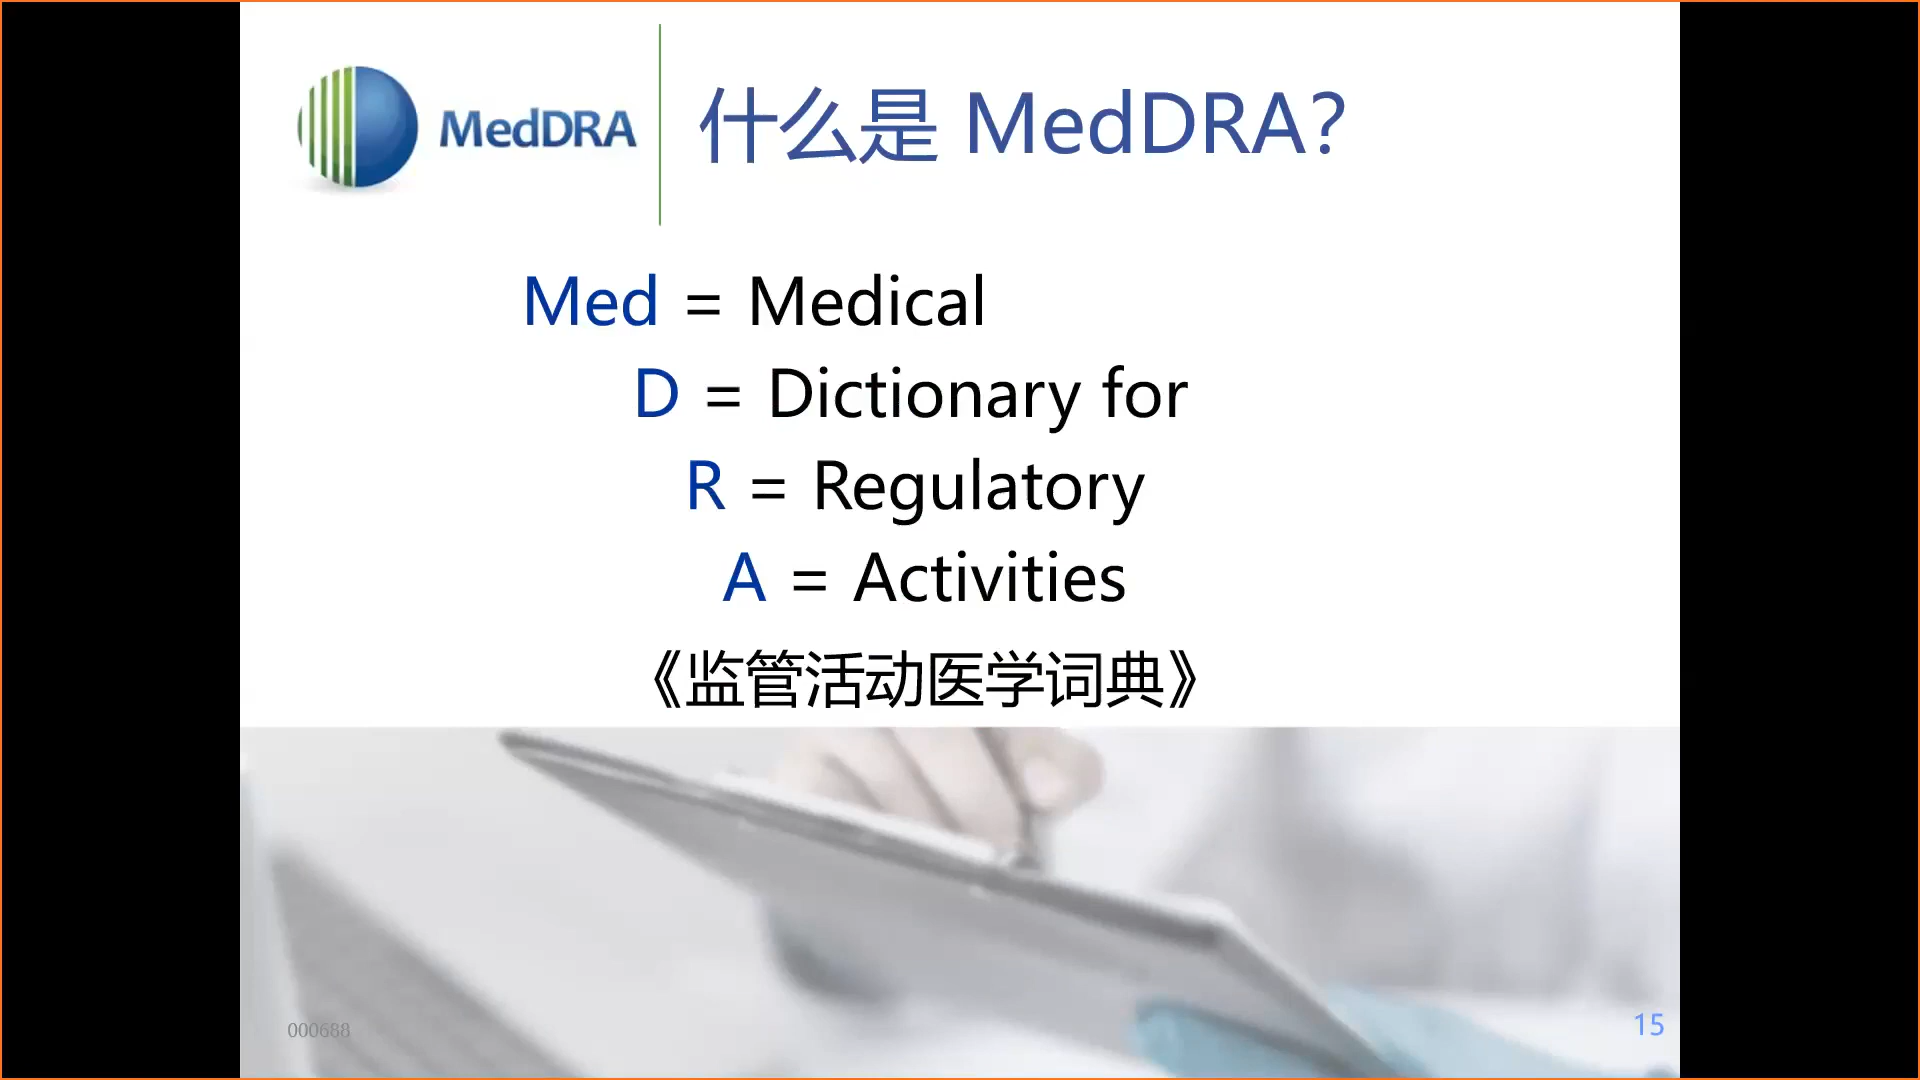 MedDRA
什么是 MedDRA?
Med = Medical
D = Dictionary for
R = Regulatory
A = Activities
《监管活动医学词典》
000688
15